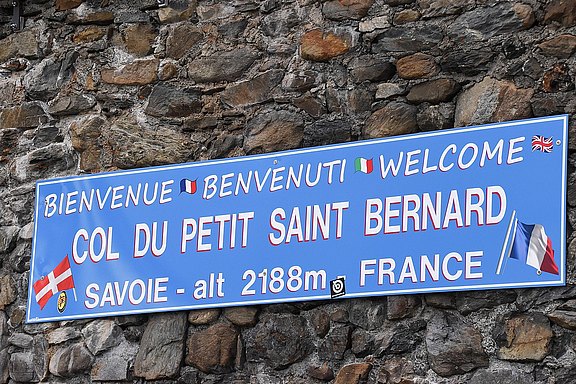 BIENVENUE BENVENUTI WELCOME
COL DU PETIT SAINT BERNARD
SAVOIE - alt 2188m - FRANCE